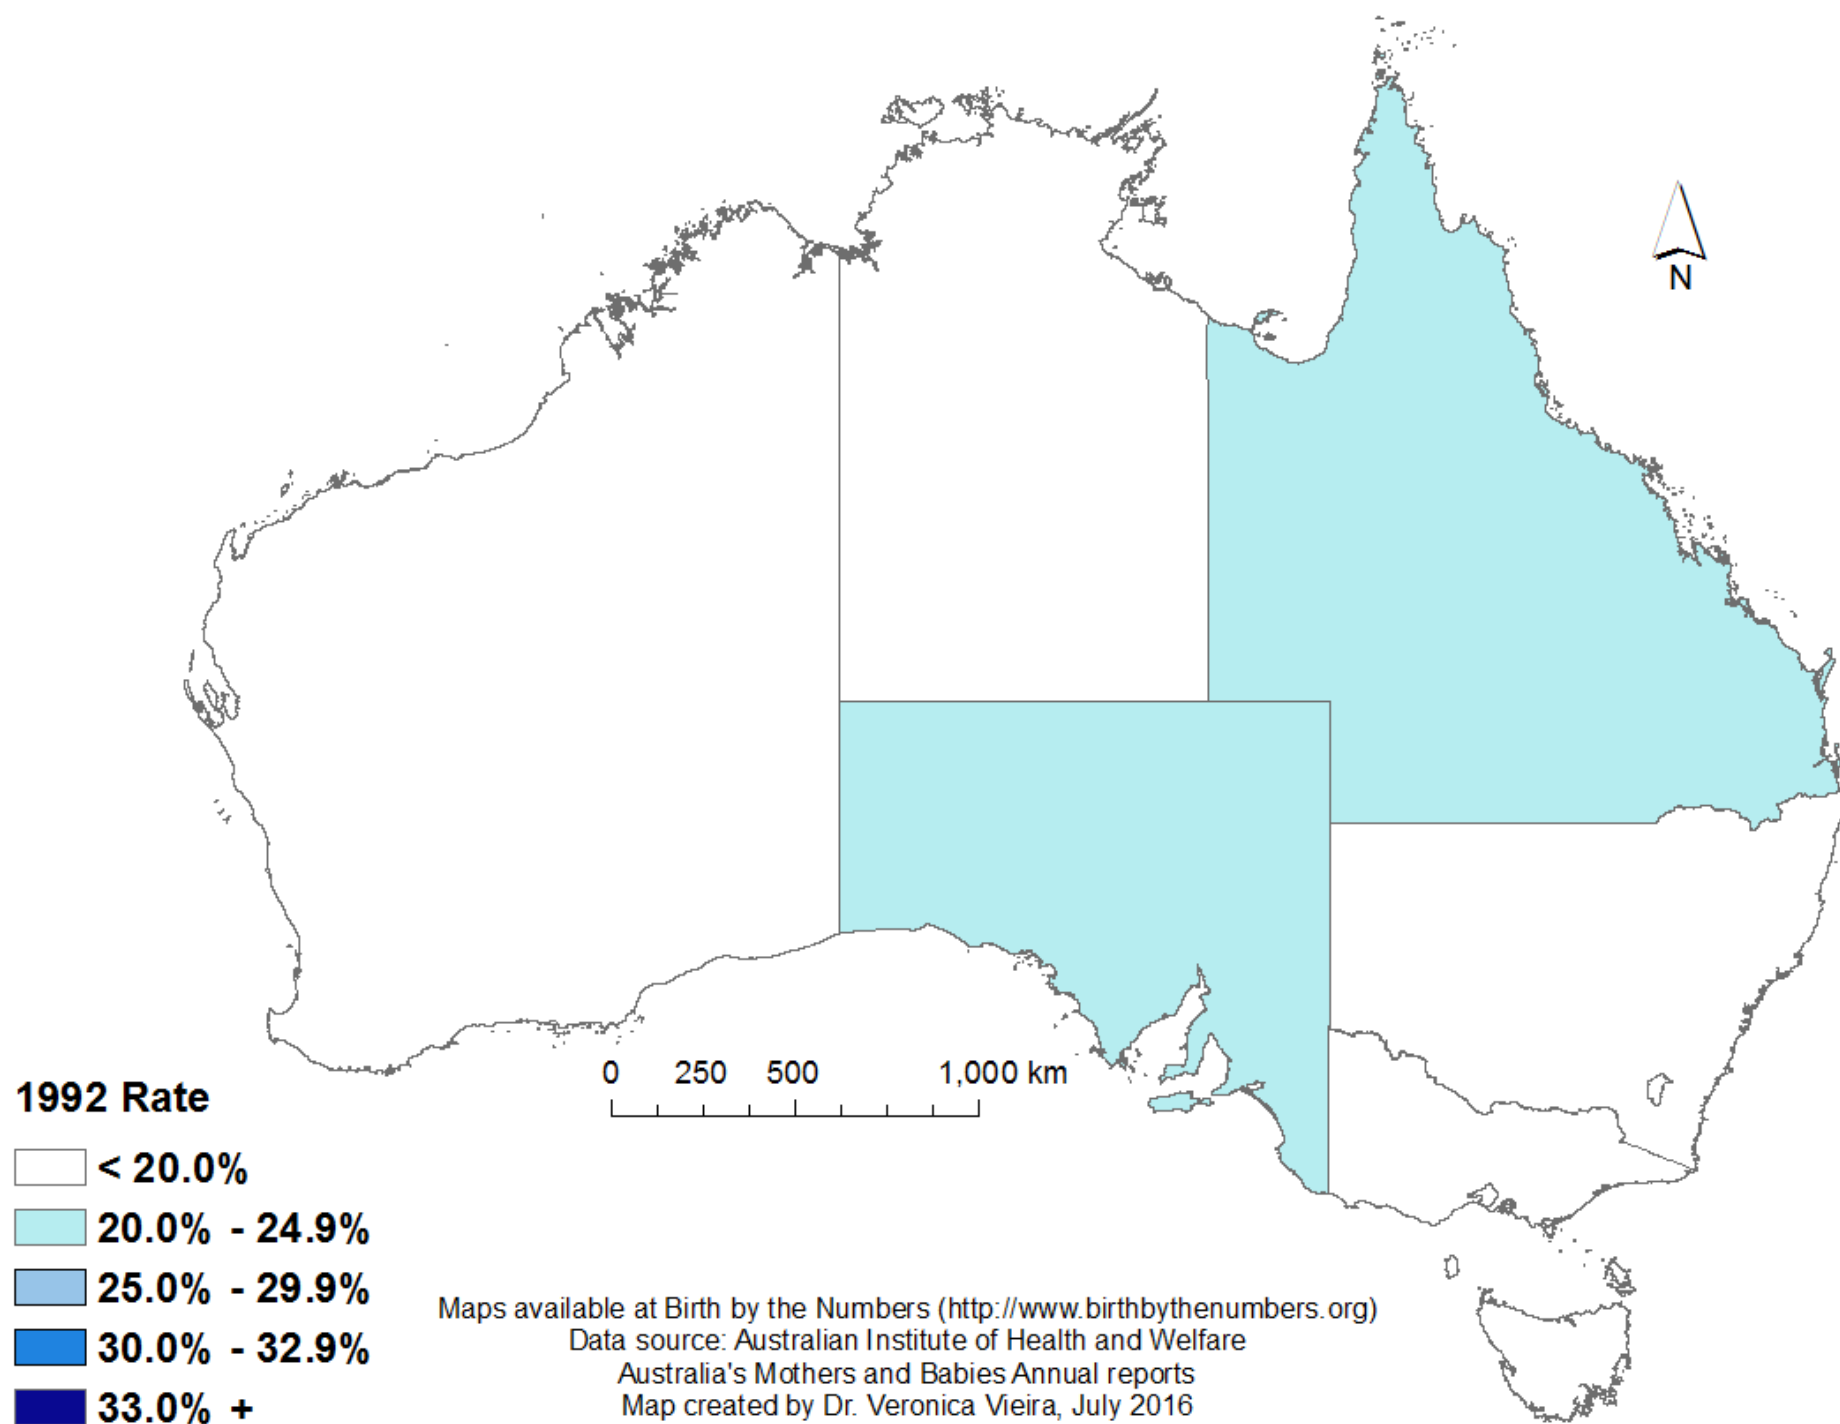 N
0 250 500 1,000 km
1992 Rate
< 20.0%
20.0% - 24.9%
25.0% - 29.9%
30.0% - 32.9%
33.0% +
Maps available at Birth by the Numbers (http://www.birthbythenumbers.org)
Data source: Australian Institute of Health and Welfare
Australia's Mothers and Babies Annual reports
Map created by Dr. Veronica Vieira, July 2016